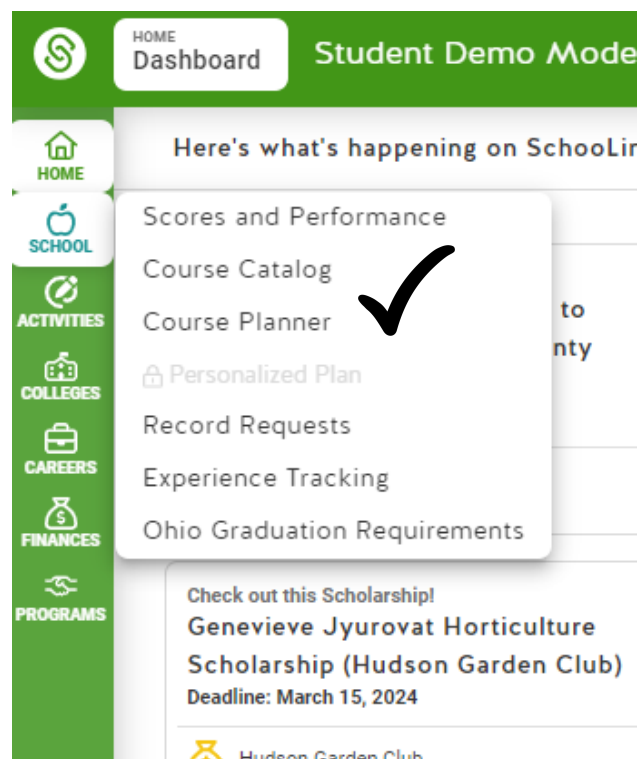 HOME
Dashboard
Student Demo Mode
HOME
Here's what's happening on
SCHOOL
Scores and Performance
Course Catalog
Course Planner
Personalized Plan
Record Requests
Experience Tracking
Ohio Graduation Requirements
to
nty
ACTIVITIES
COLLEGES
CAREERS
FINANCES
PROGRAMS
Check out this Scholarship!
Genevieve Jyurovat Horticulture
Scholarship (Hudson Garden Club)
Deadline: March 15, 2024
Hudson Garden Club